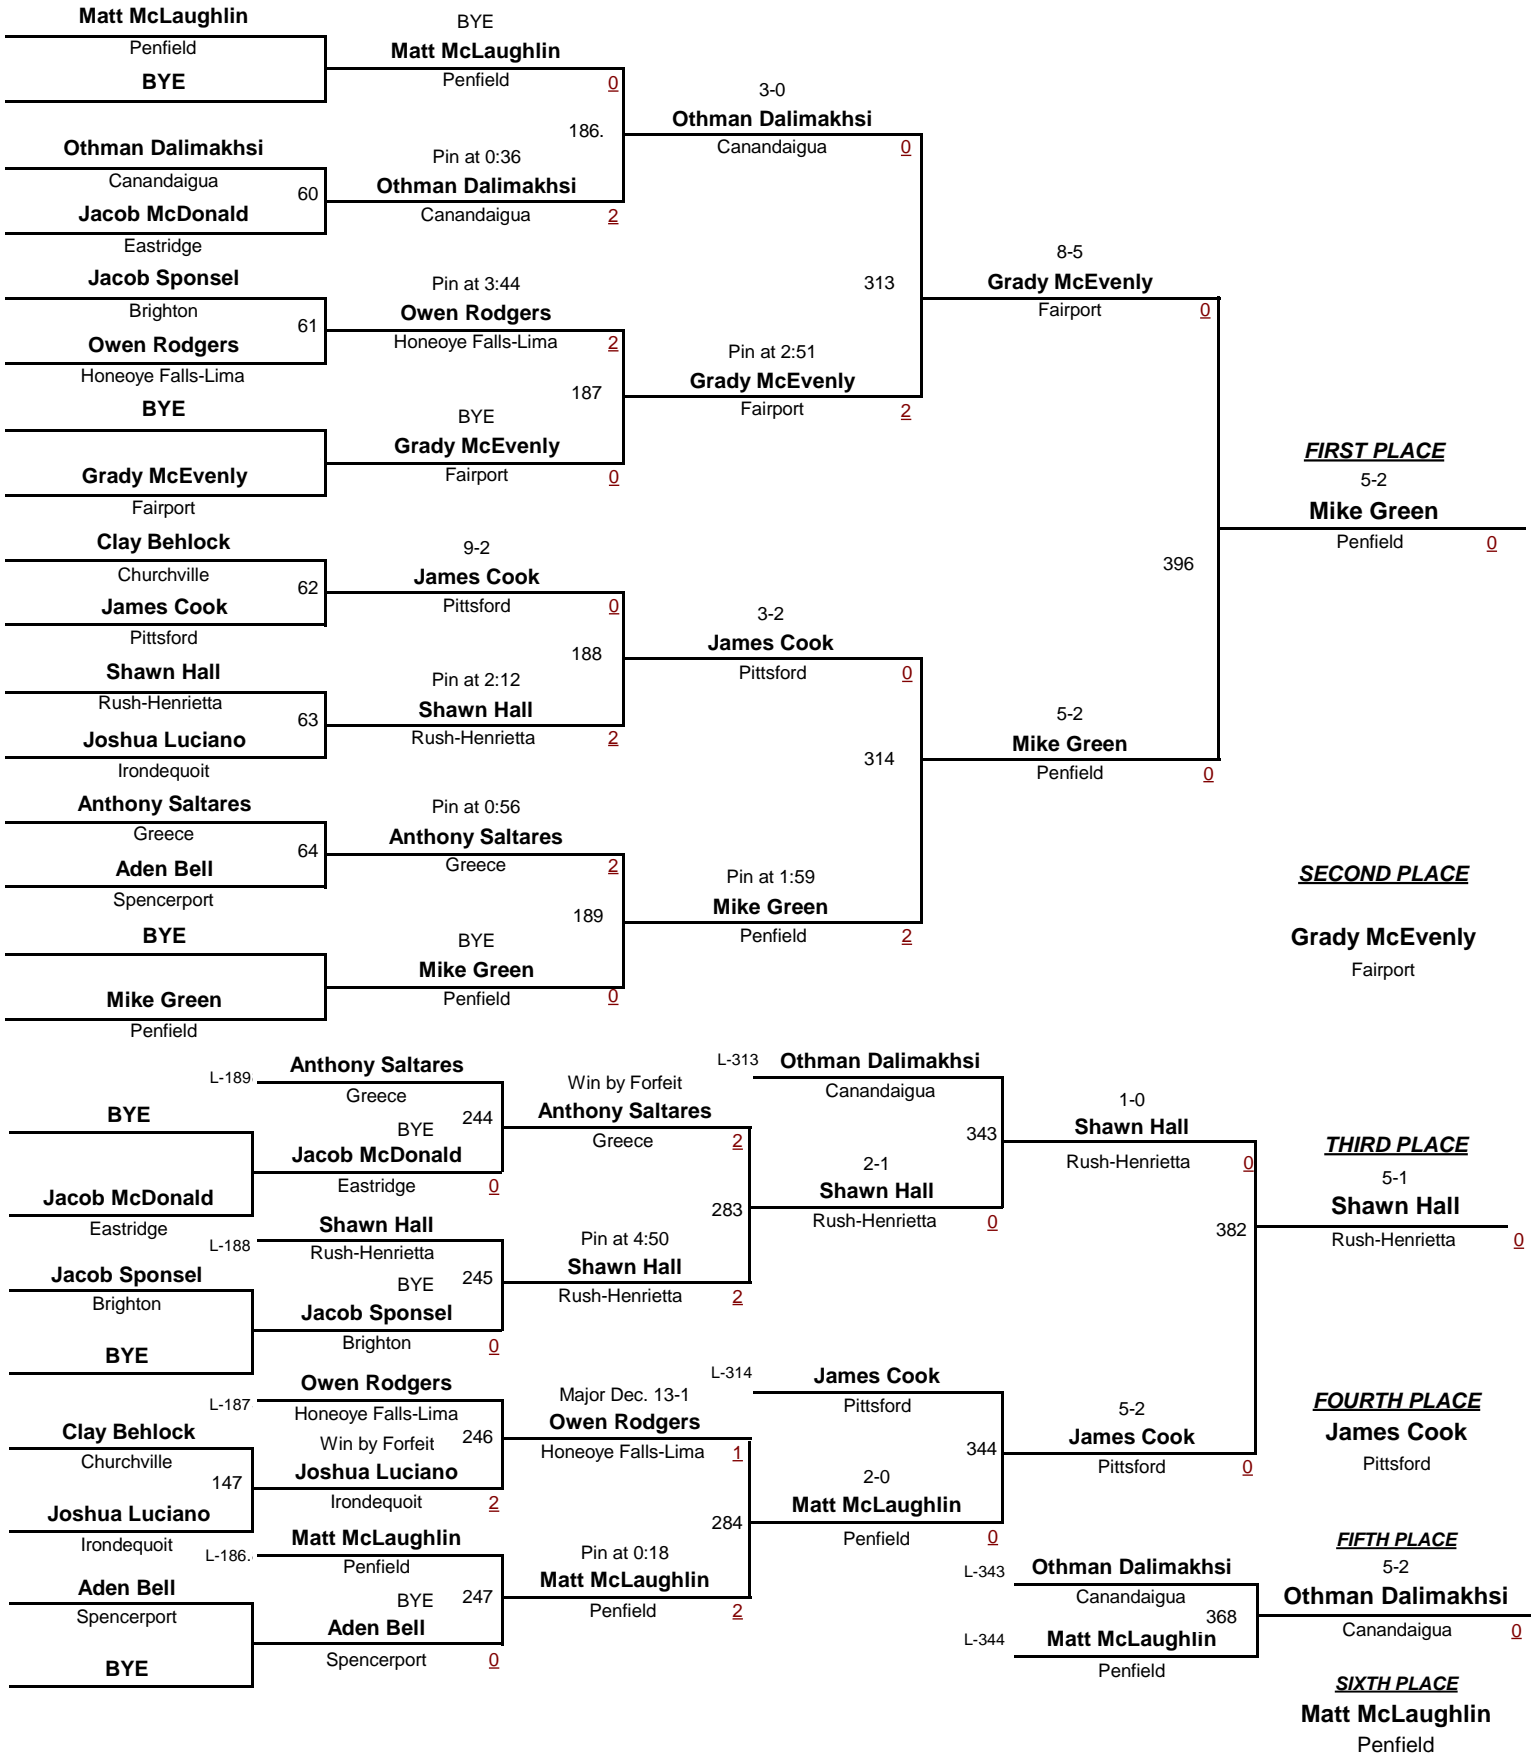 Matt McLaughlin
Penfield
BYE
Othman Dalimakhsi
Canandaigua
60
Jacob McDonald
Eastridge
Jacob Sponsel
Brighton
61
Owen Rodgers
Honeoye Falls-Lima
BYE
Grady McEvenly
Fairport
Clay Behlock
Churchville
62
James Cook
Pittsford
Shawn Hall
Rush-Henrietta
63
Joshua Luciano
Irondequoit
Anthony Saltares
Greece
64
Aden Bell
Spencerport
BYE
Mike Green
Penfield
BYE
Matt McLaughlin
Penfield
0
186.
Pin at 0:36
Othman Dalimakhsi
Canandaigua
2
Pin at 3:44
Owen Rodgers
Honeoye Falls-Lima
2
187
BYE
Grady McEvenly
Fairport
0
9-2
James Cook
Pittsford
0
188
Pin at 2:12
Shawn Hall
Rush-Henrietta
2
Pin at 0:56
Anthony Saltares
Greece
2
189
BYE
Mike Green
Penfield
0
3-0
Othman Dalimakhsi
Canandaigua
0
313
Pin at 2:51
Grady McEvenly
Fairport
2
3-2
James Cook
Pittsford
0
314
Pin at 1:59
Mike Green
Penfield
2
8-5
Grady McEvenly
Fairport
0
396
5-2
Mike Green
Penfield
0
FIRST PLACE
5-2
Mike Green
Penfield
0
SECOND PLACE
Grady McEvenly
Fairport
BYE
Jacob McDonald
Eastridge
Jacob Sponsel
Brighton
BYE
Clay Behlock
Churchville
147
Joshua Luciano
Irondequoit
Aden Bell
Spencerport
BYE
L-189.
Anthony Saltares
Greece
BYE
244
Jacob McDonald
Eastridge
0
L-188
Shawn Hall
Rush-Henrietta
BYE
245
Jacob Sponsel
Brighton
0
L-187
Owen Rodgers
Honeoye Falls-Lima
Win by Forfeit
246
Joshua Luciano
Irondequoit
2
L-186.
Matt McLaughlin
Penfield
BYE
247
Aden Bell
Spencerport
0
Win by Forfeit
Anthony Saltares
Greece
2
283
Pin at 4:50
Shawn Hall
Rush-Henrietta
2
Major Dec. 13-1
Owen Rodgers
Honeoye Falls-Lima
1
284
Pin at 0:18
Matt McLaughlin
Penfield
2
L-313
Othman Dalimakhsi
Canandaigua
343
2-1
Shawn Hall
Rush-Henrietta
0
L-314
James Cook
Pittsford
344
2-0
Matt McLaughlin
Penfield
0
1-0
Shawn Hall
Rush-Henrietta
0
382
5-2
James Cook
Pittsford
0
THIRD PLACE
5-1
Shawn Hall
Rush-Henrietta
0
FOURTH PLACE
James Cook
Pittsford
L-343
Othman Dalimakhsi
Canandaigua
368
L-344
Matt McLaughlin
Penfield
FIFTH PLACE
5-2
Othman Dalimakhsi
Canandaigua
0
SIXTH PLACE
Matt McLaughlin
Penfield